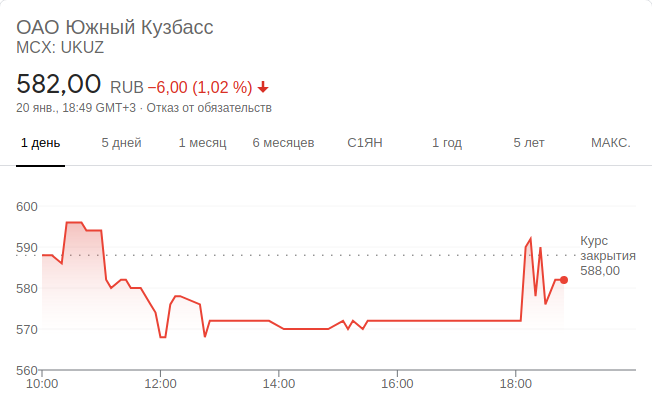 ОАО Южный Кузбасс
MCX: UKUZ
582,00 RUB −6,00 (1,02 %)
20 янв., 18:49 GMT+3 · Отказ от обязательств
1 день 5 дней 1 месяц 6 месяцев С1ЯН 1 год 5 лет МАКС.
600
590
580
570
560
Курс
закрытия
588,00
10:00 12:00 14:00 16:00 18:00